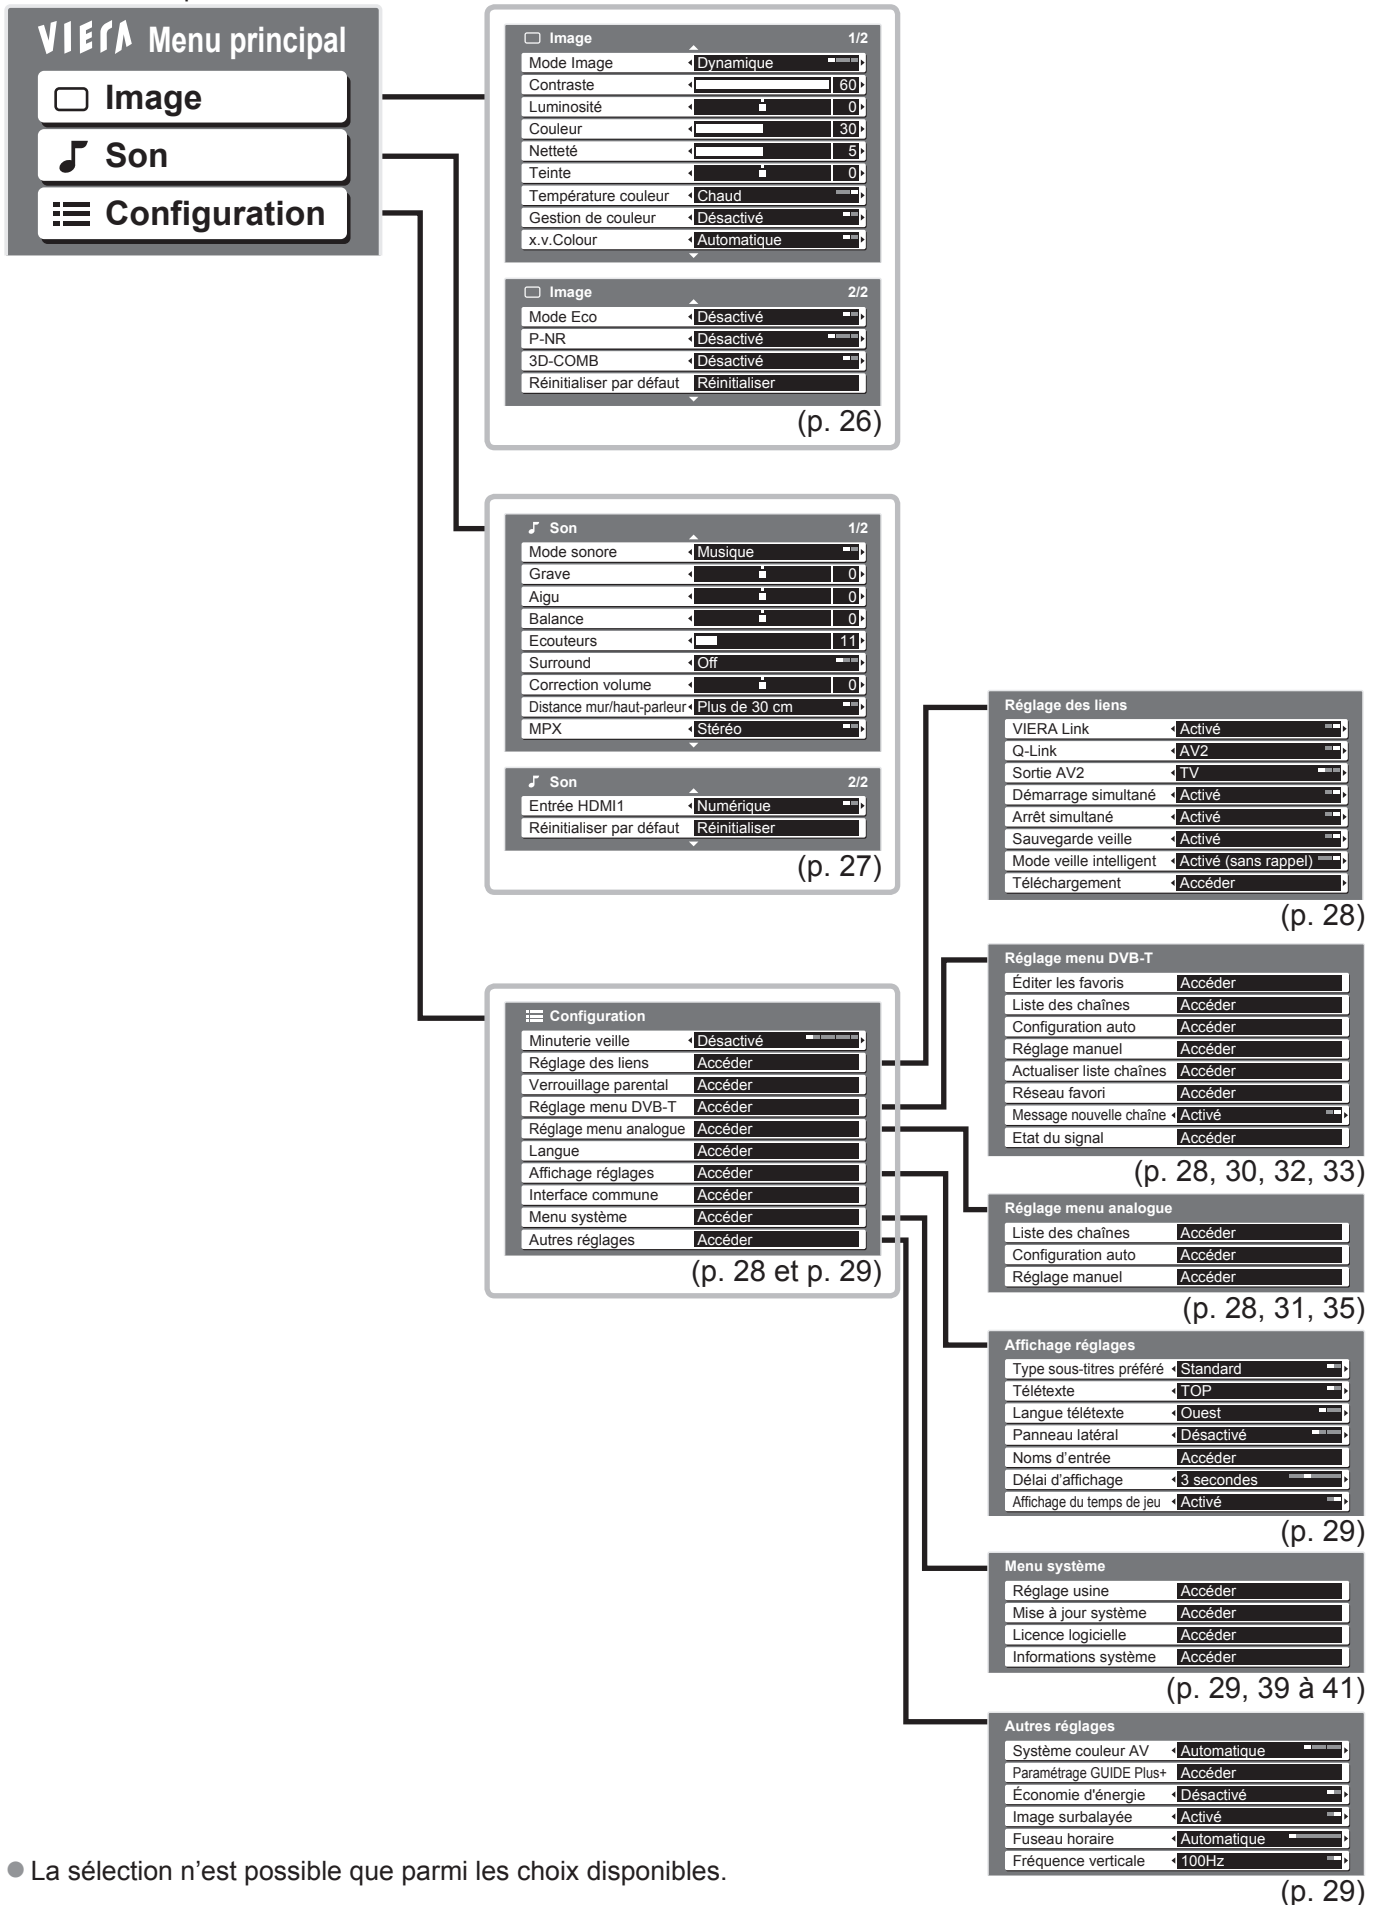 VIERA Menu principal
Image
Son
Configuration
Image 1/2
Mode Image Dynamique
Contraste 60
Luminosité 0
Couleur 30
Netteté 5
Teinte 0
Température couleur Chaud
Gestion de couleur Désactivé
x.v.Colour Automatique
Image 2/2
Mode Eco Désactivé
P-NR Désactivé
3D-COMB Désactivé
Réinitialiser par défaut Réinitialiser
(p. 26)
Son 1/2
Mode sonore Musique
Grave 0
Aigu 0
Balance 0
Ecouteurs 11
Surround Off
Correction volume 0
Distance mur/haut-parleur Plus de 30 cm
MPX Stéréo
Son 2/2
Entrée HDMI1 Numérique
Réinitialiser par défaut Réinitialiser
(p. 27)
Configuration
Minuterie veille Désactivé
Réglage des liens Accéder
Verrouillage parental Accéder
Réglage menu DVB-T Accéder
Réglage menu analogue Accéder
Langue Accéder
Affichage réglages Accéder
Interface commune Accéder
Menu système Accéder
Autres réglages Accéder
(p. 28 et p. 29)
Réglage des liens
VIERA Link Activé
Q-Link AV2
Sortie AV2 TV
Démarrage simultané Activé
Arrêt simultané Activé
Sauvegarde veille Activé
Mode veille intelligent Activé (sans rappel)
Téléchargement Accéder
(p. 28)
Réglage menu DVB-T
Éditer les favoris Accéder
Liste des chaînes Accéder
Configuration auto Accéder
Réglage manuel Accéder
Actualiser liste chaînes Accéder
Réseau favori Accéder
Message nouvelle chaîne Activé
Etat du signal Accéder
(p. 28, 30, 32, 33)
Réglage menu analogue
Liste des chaînes Accéder
Configuration auto Accéder
Réglage manuel Accéder
(p. 28, 31, 35)
Affichage réglages
Type sous-titres préféré Standard
Télétexte TOP
Langue télétexte Ouest
Panneau latéral Désactivé
Noms d’entrée Accéder
Délai d’affichage 3 secondes
Affichage du temps de jeu Activé
(p. 29)
Menu système
Réglage usine Accéder
Mise à jour système Accéder
Licence logicielle Accéder
Informations système Accéder
(p. 29, 39 à 41)
Autres réglages
Système couleur AV Automatique
Paramétrage GUIDE Plus+ Accéder
Économie d'énergie Désactivé
Image surbalayée Activé
Fuseau horaire Automatique
Fréquence verticale 100Hz
(p. 29)
● La sélection n’est possible que parmi les choix disponibles.